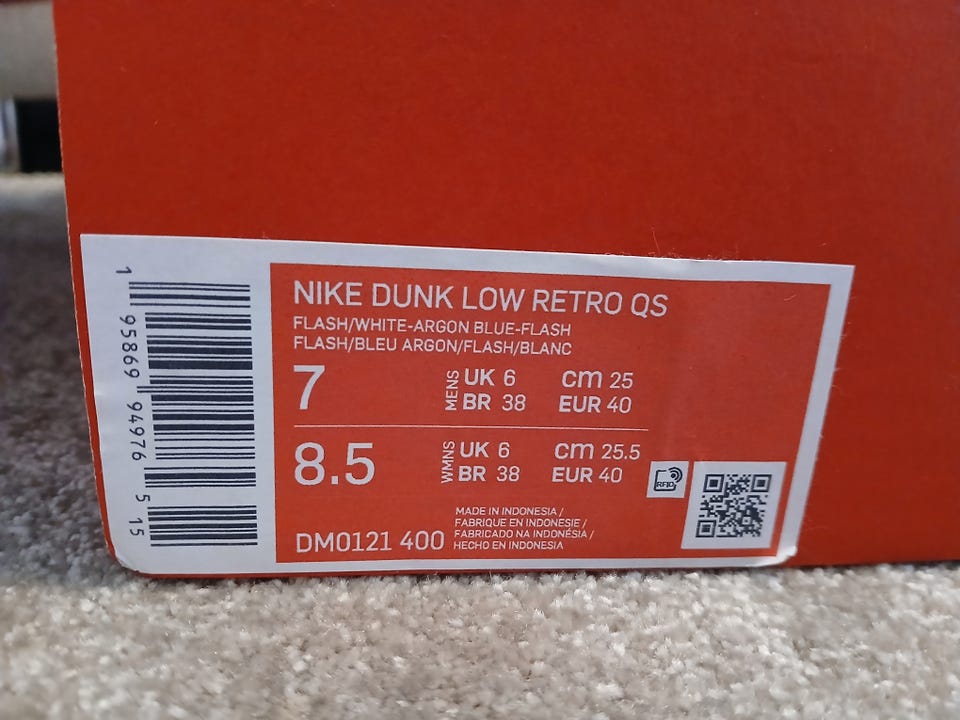 1 95869 94976 5 15
NIKE DUNK LOW RETRO QS
FLASH/WHITE-ARGON BLUE-FLASH
FLASH/BLEU ARGON/FLASH/BLANC
7 MENS UK 6 cm 25
BR 38 EUR 40
8.5 WMNS UK 6 cm 25.5
BR 38 EUR 40
RFID
DM0121 400
MADE IN INDONESIA /
FABRIQUE EN INDONESIE /
FABRICADO NA INDONÉSIA /
HECHO EN INDONESIA